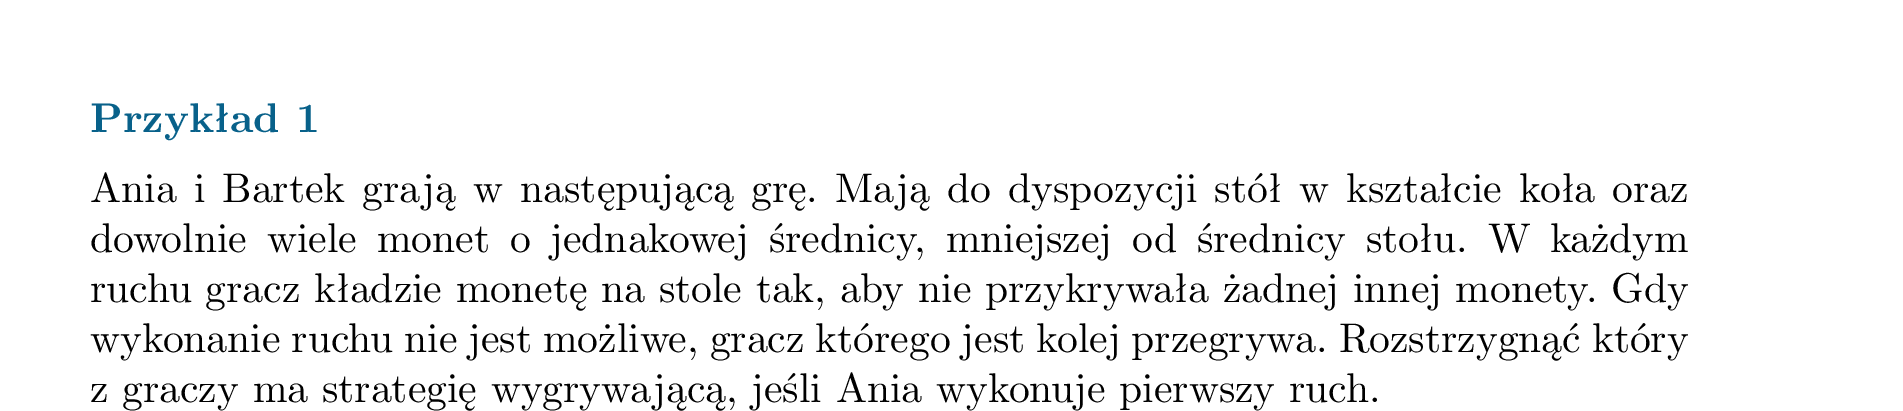 Przykład 1
Ania i Bartek grają w następującą grę. Mają do dyspozycji stół w kształcie koła oraz
dowolnie wiele monet o jednakowej średnicy, mniejszej od średnicy stołu. W każdym
ruchu gracz kładzie monetę na stole tak, aby nie przykrywała żadnej innej monety. Gdy
wykonanie ruchu nie jest możliwe, gracz którego jest kolej przegrywa. Rozstrzygnąć który
z graczy ma strategię wygrywającą, jeśli Ania wykonuje pierwszy ruch.